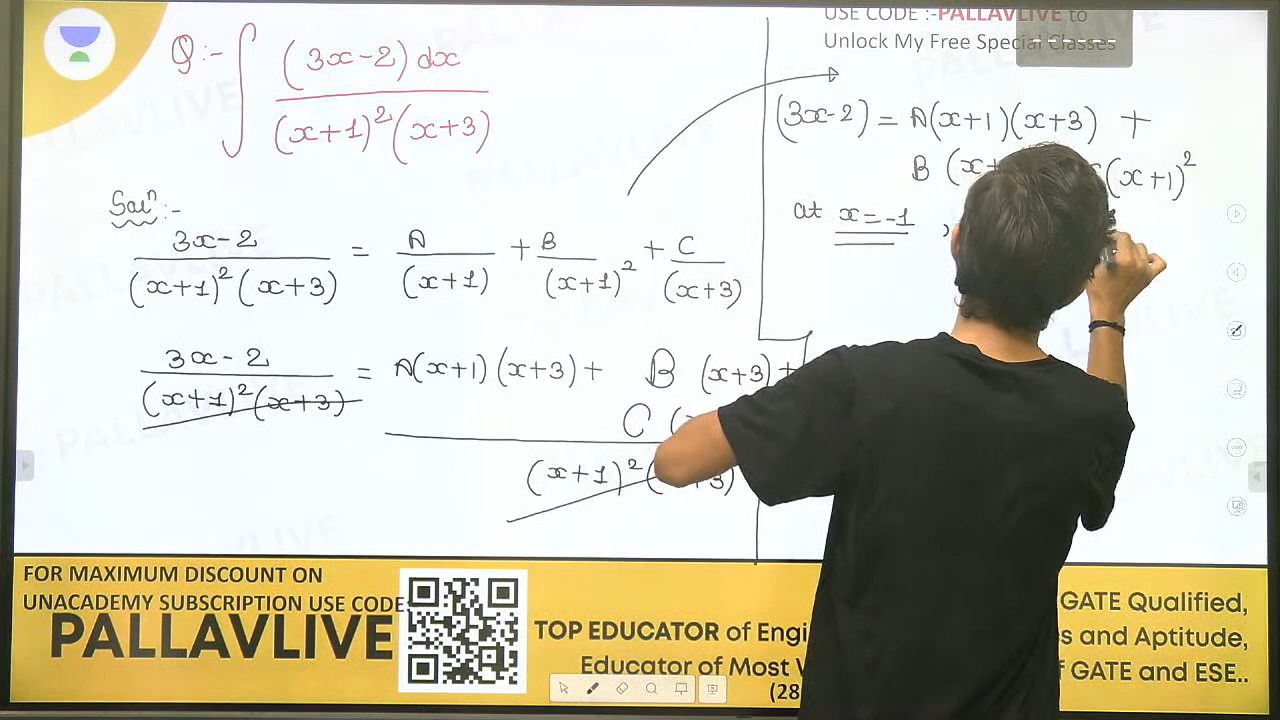 USE CODE :-PALLAVLIVE to
Unlock My Free Special Classes
Q:- ∫ (3x-2) dx
(x+1)² (x+3)
(3x-2) = A(x+1)(x+3) +
B (x+ (x+1)²
at x=-1 ,
Solⁿ:-
3x-2 / (x+1)² (x+3) = A / (x+1) + B / (x+1)² + C / (x+3)
3x-2 / (x+1)² (x+3) = A(x+1) (x+3) + B (x+3) +
C (
(x+1)² ( +3)
FOR MAXIMUM DISCOUNT ON
UNACADEMY SUBSCRIPTION USE CODE:
PALLAVLIVE
TOP EDUCATOR of Engi
Educator of Most
(28
GATE Qualified,
s and Aptitude,
f GATE and ESE..